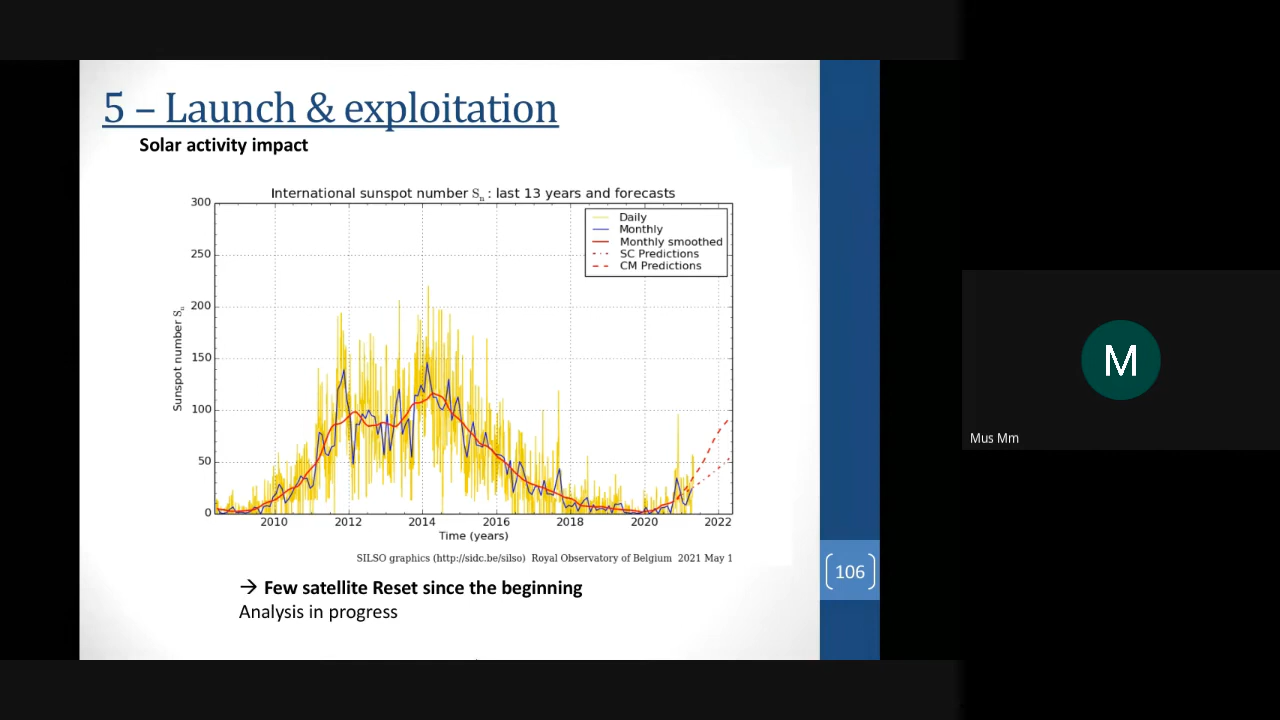 5 – Launch & exploitation
Solar activity impact
International sunspot number Sn : last 13 years and forecasts
300
250
200
150
100
50
0
Sunspot number Sn
Daily
Monthly
Monthly smoothed
SC Predictions
CM Predictions
2010 2012 2014 2016 2018 2020 2022
Time (years)
SILSO graphics (http://sidc.be/silso) Royal Observatory of Belgium 2021 May 1
→ Few satellite Reset since the beginning
Analysis in progress
106
M
Mus Mm